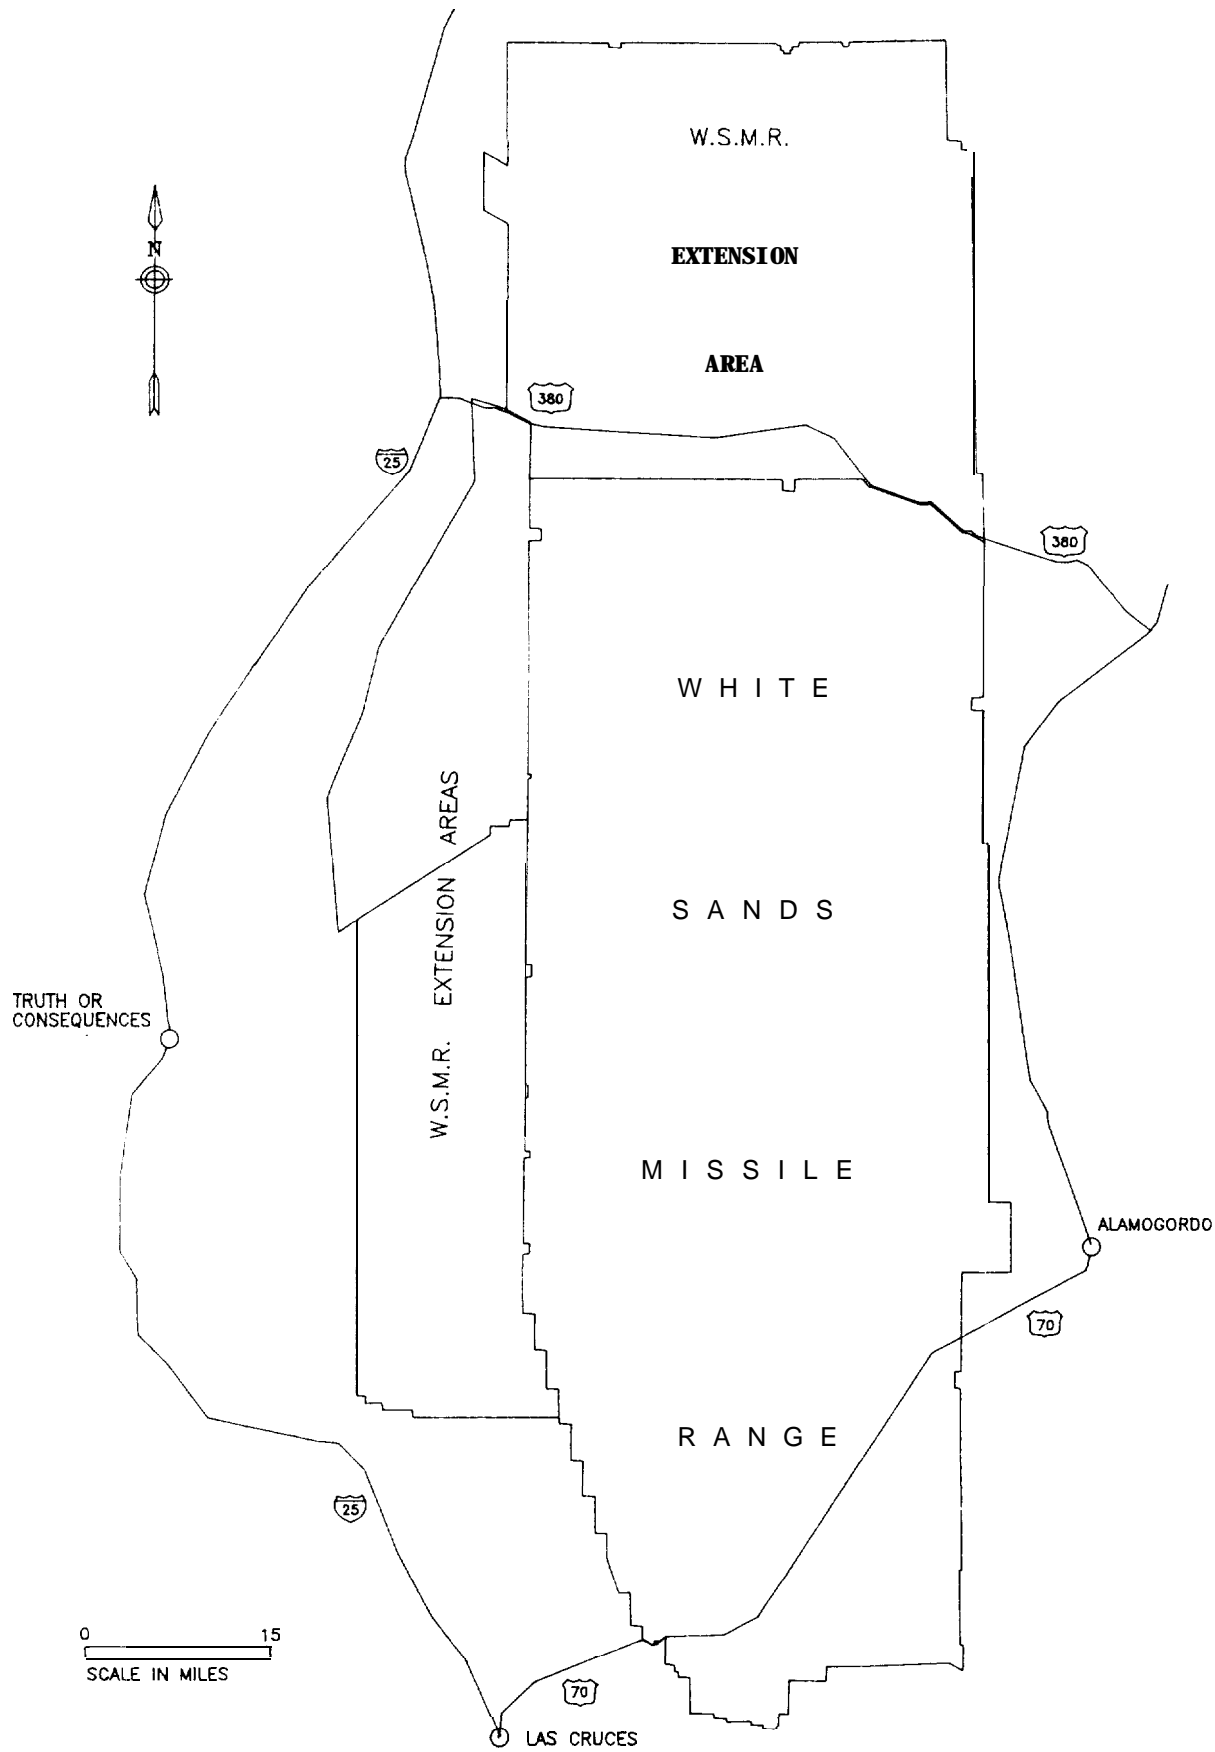 W.S.M.R.
N
EXTENSION
AREA
380
25
380
WHITE
W.S.M.R. EXTENSION AREAS
SANDS
TRUTH OR
CONSEQUENCES
MISSILE
ALAMOGORDO
70
RANGE
25
0 15
SCALE IN MILES
70
LAS CRUCES